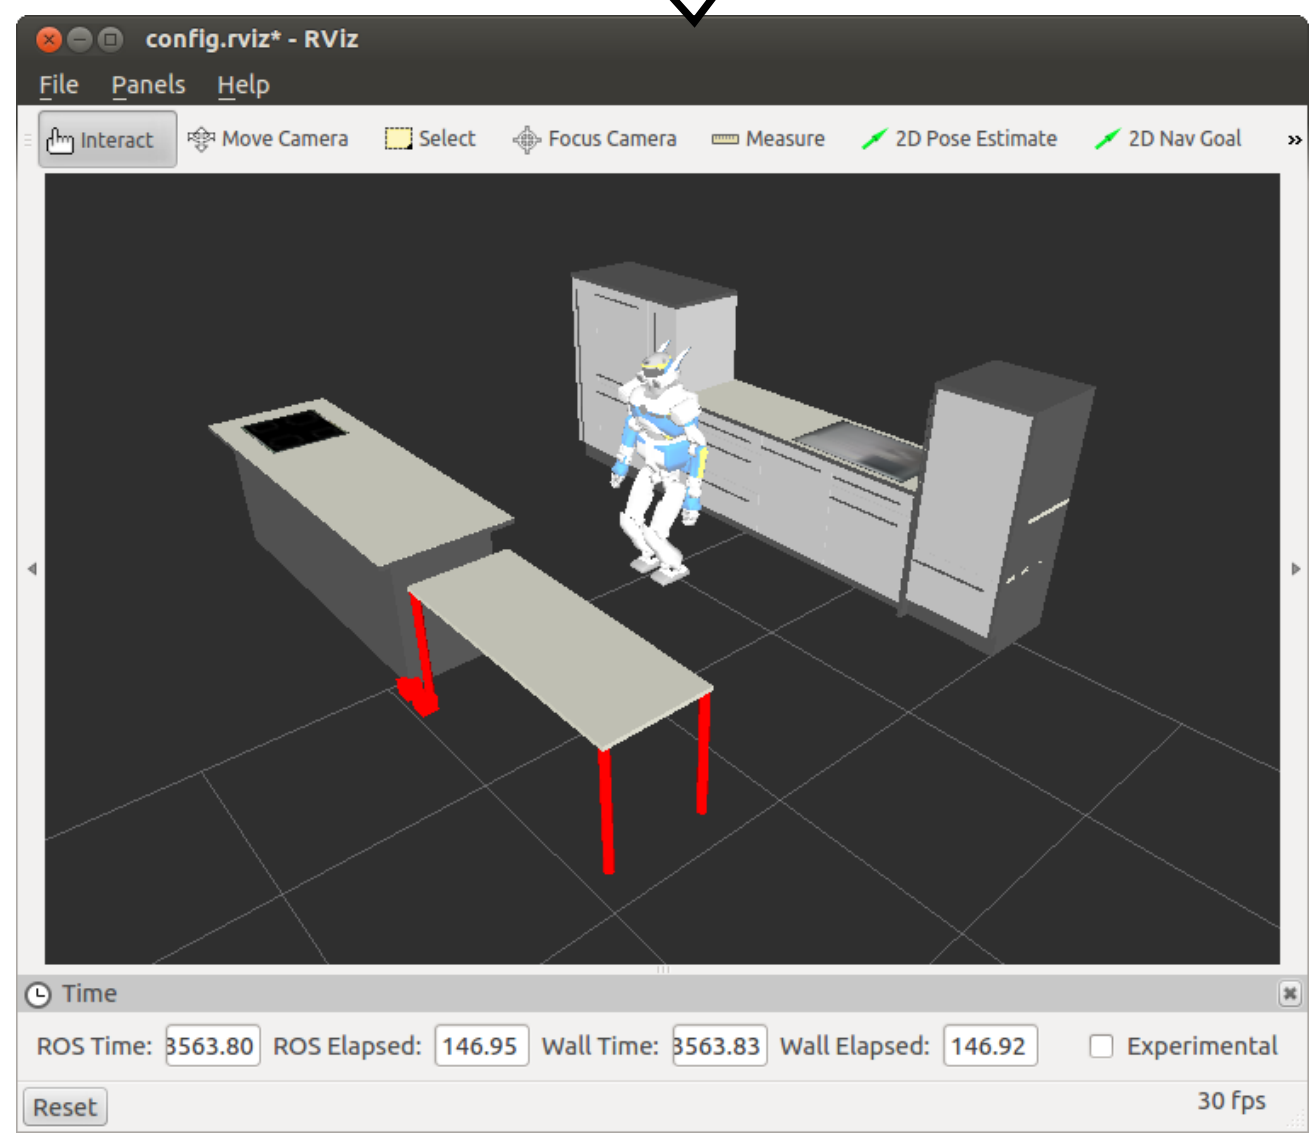 config.rviz* - RViz
File Panels Help
Interact Move Camera Select Focus Camera Measure 2D Pose Estimate 2D Nav Goal »
Time
ROS Time: 3563.80 ROS Elapsed: 146.95 Wall Time: 3563.83 Wall Elapsed: 146.92 Experimental
Reset 30 fps